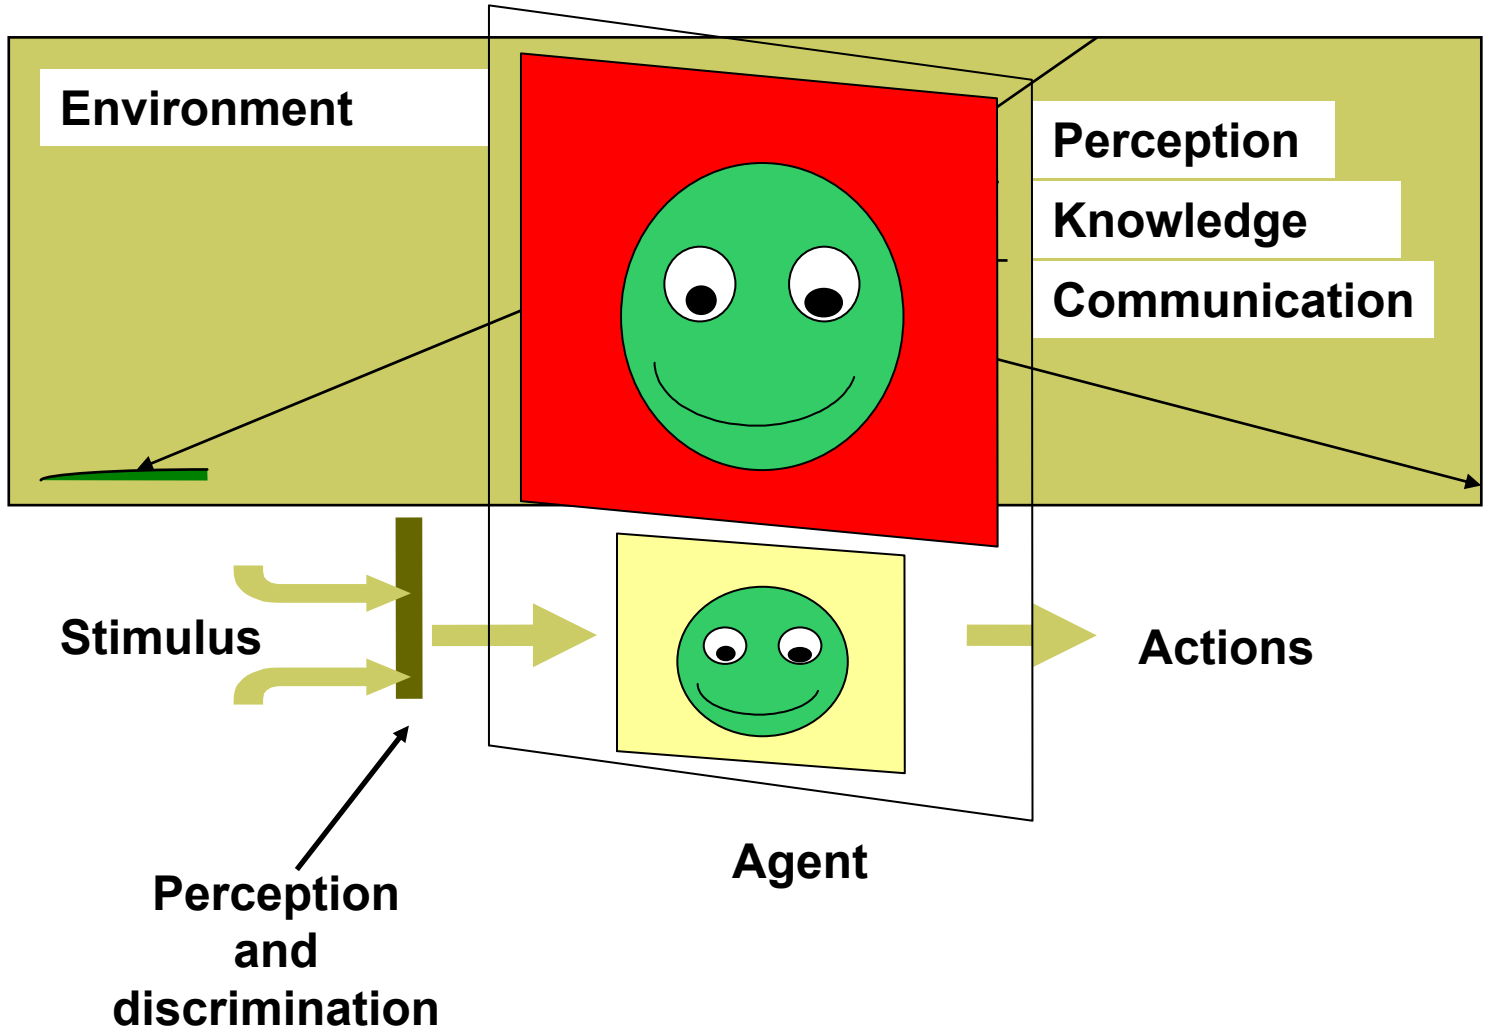 Environment
Perception
Knowledge
Communication
Stimulus
Actions
Agent
Perception
and
discrimination